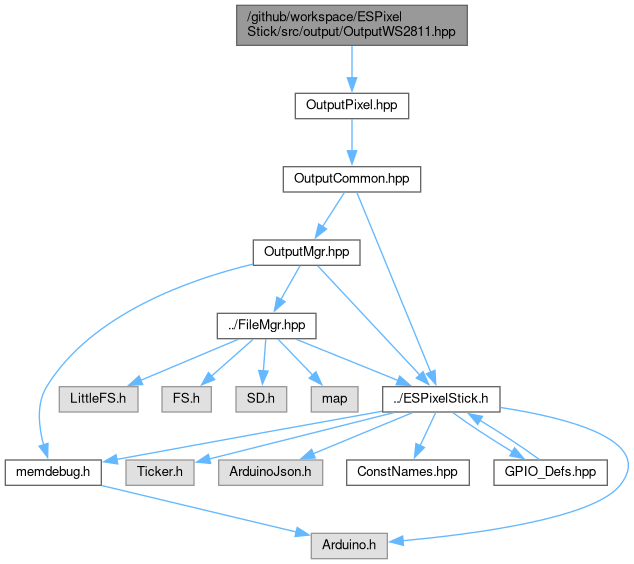 /github/workspace/ESPixel
Stick/src/output/OutputWS2811.hpp
OutputPixel.hpp
OutputCommon.hpp
OutputMgr.hpp
../FileMgr.hpp
LittleFS.h
FS.h
SD.h
map
../ESPixelStick.h
memdebug.h
Ticker.h
ArduinoJson.h
ConstNames.hpp
GPIO_Defs.hpp
Arduino.h